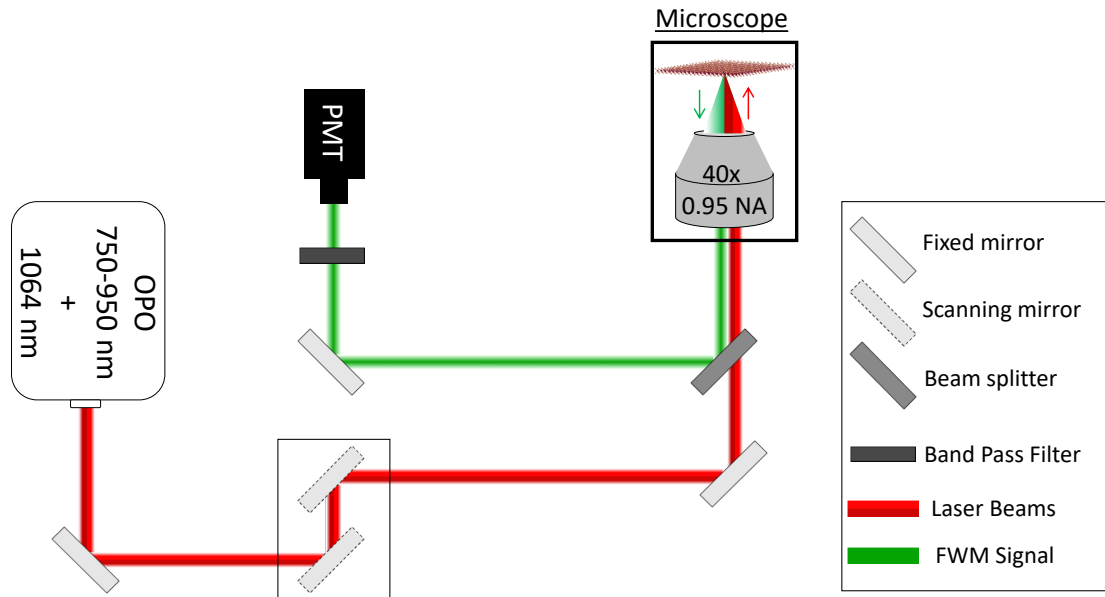 Microscope
PMT
40x
0.95 NA
OPO
750-950 nm
+
1064 nm
Fixed mirror
Scanning mirror
Beam splitter
Band Pass Filter
Laser Beams
FWM Signal